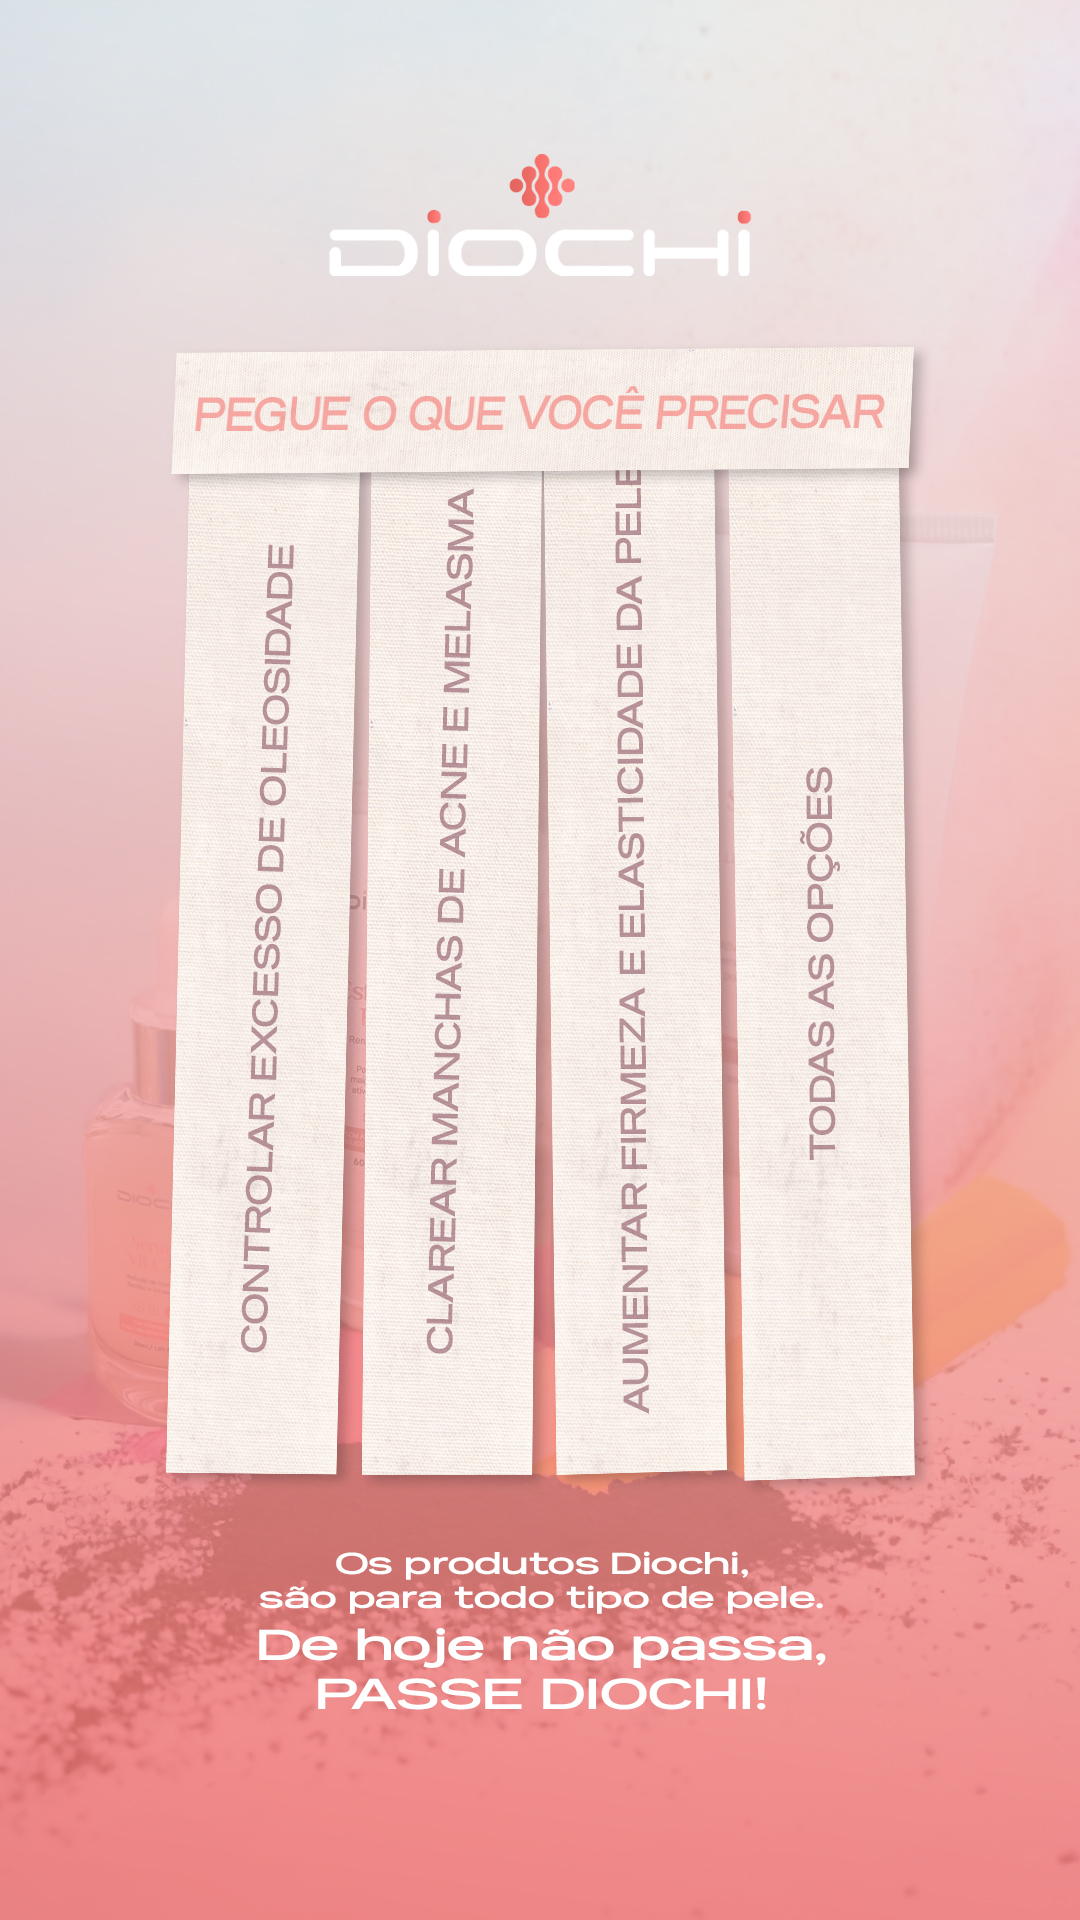 DIOCHI
PEGUE O QUE VOCÊ PRECISAR
CONTROLAR EXCESSO DE OLEOSIDADE
CLAREAR MANCHAS DE ACNE E MELASMA
AUMENTAR FIRMEZA E ELASTICIDADE DA PELE
TODAS AS OPÇÕES
Os produtos Diochi,
são para todo tipo de pele.
De hoje não passa,
PASSE DIOCHI!